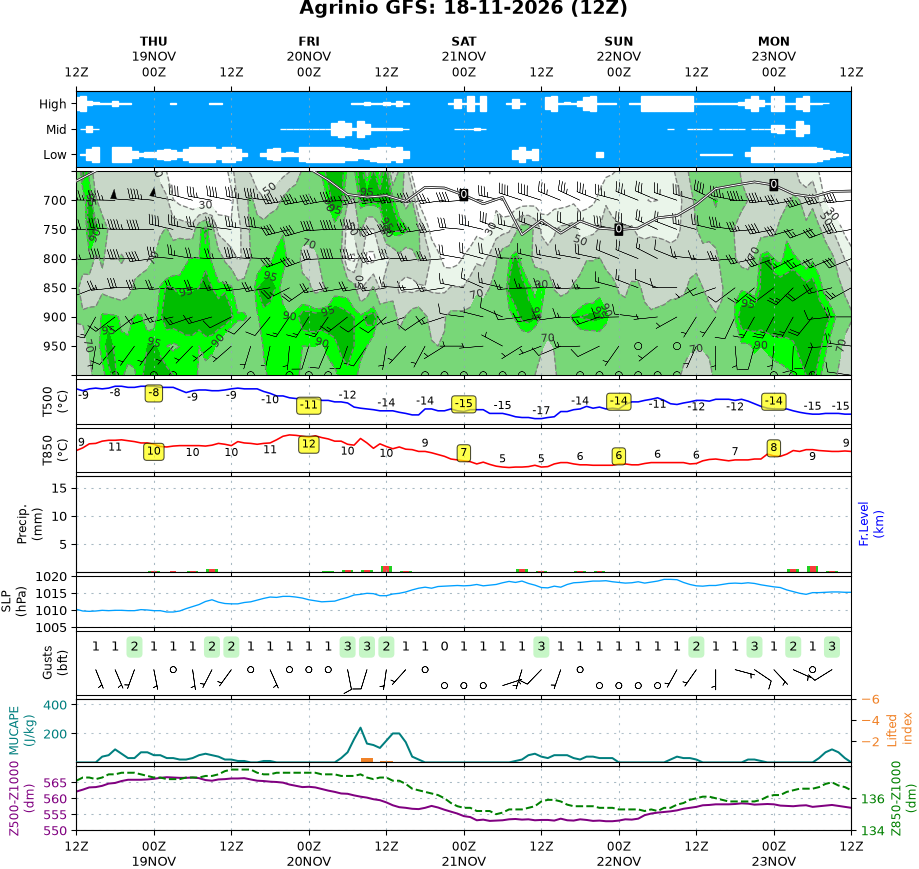 Agrinio GFS: 18-11-2026 (12Z)
THU FRI SAT SUN MON
19NOV 20NOV 21NOV 22NOV 23NOV
12Z 00Z 12Z 00Z 12Z 00Z 12Z 00Z 12Z 00Z 12Z
High
Mid
Low
700
750
800
850
900
950
0 0 0
T500
(°C)
-9 -8 -8 -9 -9 -10 -11 -12 -14 -14 -15 -15 -17 -14 -14 -11 -12 -12 -14 -15 -15
T850
(°C)
9 11 10 10 10 11 12 10 10 9 7 5 5 6 6 6 6 7 8 9 9
Precip.
(mm)
15
10
5
Fr.Level
(km)
SLP
(hPa)
1020
1015
1010
1005
Gusts
(bft)
1 1 2 1 1 1 2 2 1 1 1 1 1 3 3 2 1 1 0 1 1 1 1 3 1 1 1 1 1 1 1 2 1 1 3 1 2 1 3
MUCAPE
(J/kg)
400
200
−6
−4
−2
Lifted
index
Z500-Z1000
(dm)
565
560
555
550
136
134
Z850-Z1000
(dm)
12Z 00Z 12Z 00Z 12Z 00Z 12Z 00Z 12Z 00Z 12Z
19NOV 20NOV 21NOV 22NOV 23NOV